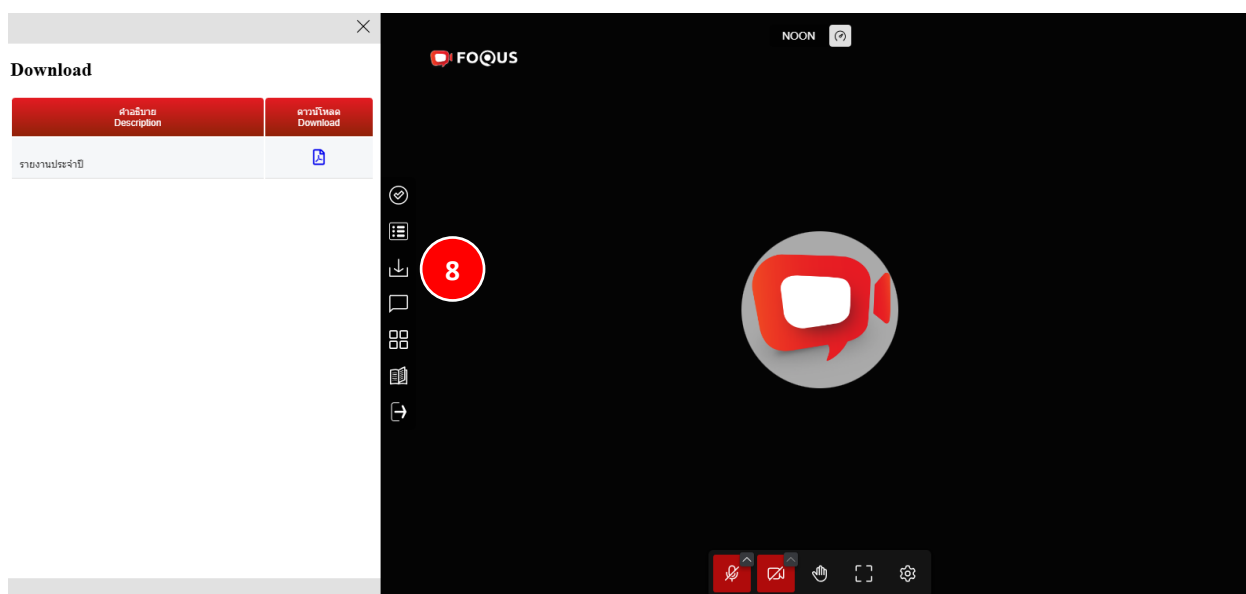 Download
คำอธิบาย
Description
ดาวน์โหลด
Download
รายงานประจำปี
NOON
FOQUS
8